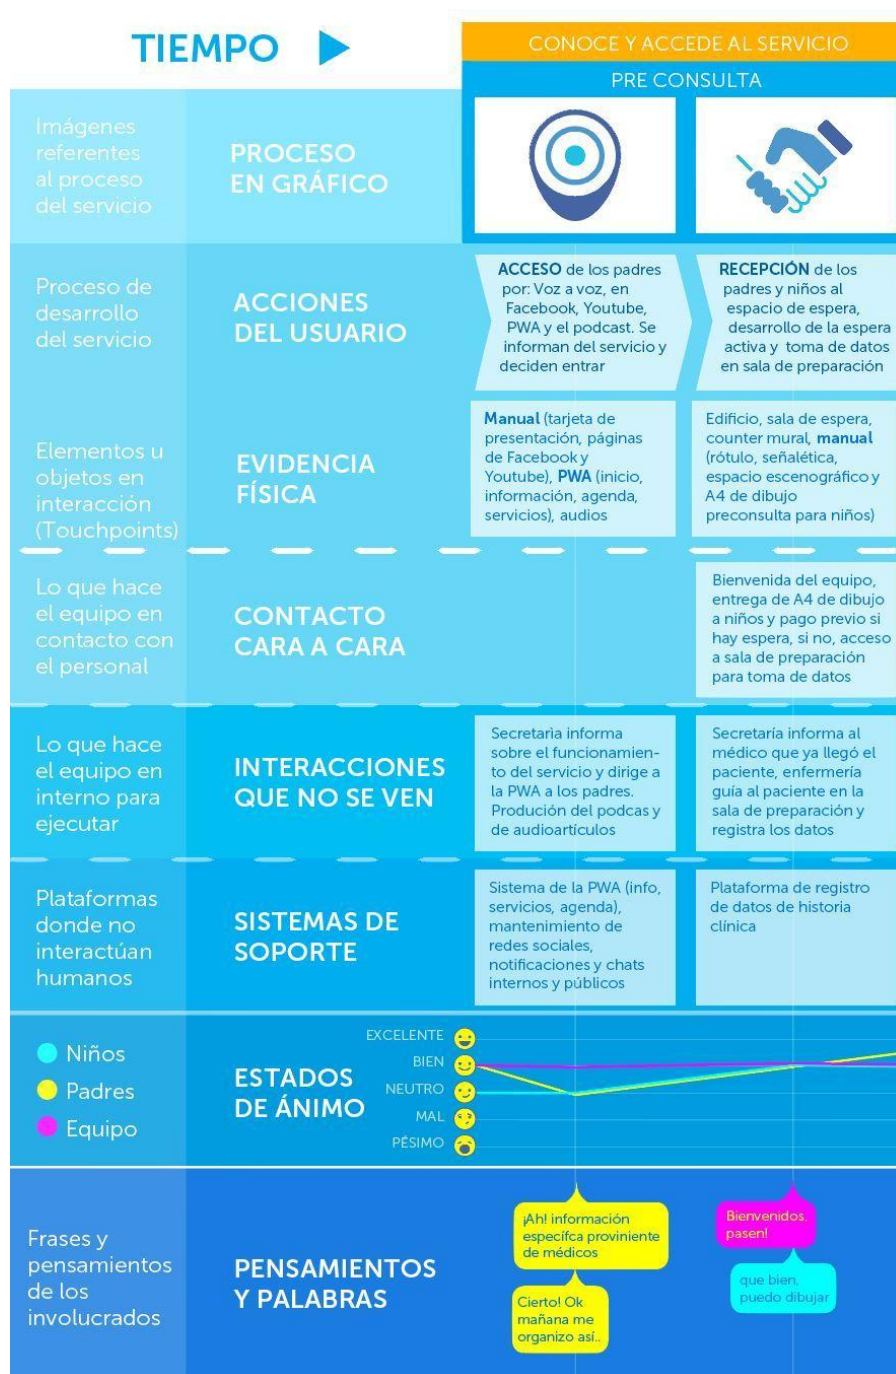 TIEMPO
CONOCE Y ACCEDE AL SERVICIO
PRE CONSULTA
Imágenes
referentes
al proceso
del servicio
PROCESO
EN GRÁFICO
Proceso de
desarrollo
del servicio
ACCIONES
DEL USUARIO
ACCESO de los padres
por: Voz a voz, en
Facebook, Youtube,
PWA y el podcast. Se
informan del servicio y
deciden entrar
RECEPCIÓN de los
padres y niños al
espacio de espera,
desarrollo de la espera
activa y toma de datos
en sala de preparación
Elementos u
objetos en
interacción
(Touchpoints)
EVIDENCIA
FÍSICA
Manual (tarjeta de
presentación, páginas
de Facebook y
Youtube), PWA (inicio,
información, agenda,
servicios), audios
Edificio, sala de espera,
counter mural, manual
(rótulo, señalética,
espacio escenográfico y
A4 de dibujo
preconsulta para niños)
Lo que hace
el equipo en
contacto con
el personal
CONTACTO
CARA A CARA
Bienvenida del equipo,
entrega de A4 de dibujo
a niños y pago previo si
hay espera, si no, acceso
a sala de preparación
para toma de datos
Lo que hace
el equipo en
interno para
ejecutar
INTERACCIONES
QUE NO SE VEN
Secretarìa informa
sobre el funcionamien-
to del servicio y dirige a
la PWA a los padres.
Produción del podcas y
de audioartículos
Secretaría informa al
médico que ya llegó el
paciente, enfermería
guía al paciente en la
sala de preparación y
registra los datos
Plataformas
donde no
interactúan
humanos
SISTEMAS DE
SOPORTE
Sistema de la PWA (info,
servicios, agenda),
mantenimiento de
redes sociales,
notificaciones y chats
internos y públicos
Plataforma de registro
de datos de historia
clínica
Niños
Padres
Equipo
ESTADOS
DE ÁNIMO
EXCELENTE
BIEN
NEUTRO
MAL
PÉSIMO
Frases y
pensamientos
de los
involucrados
PENSAMIENTOS
Y PALABRAS
¡Ah! información
específca proviniente
de médicos
Cierto! Ok
mañana me
organizo así..
Bienvenidos,
pasen!
que bien,
puedo dibujar